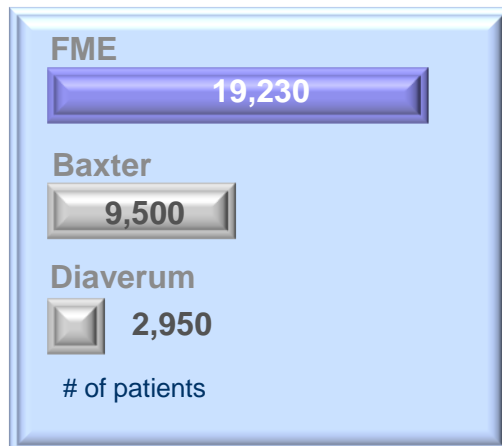 FME
19,230
Baxter
9,500
Diaverum
2,950
# of patients